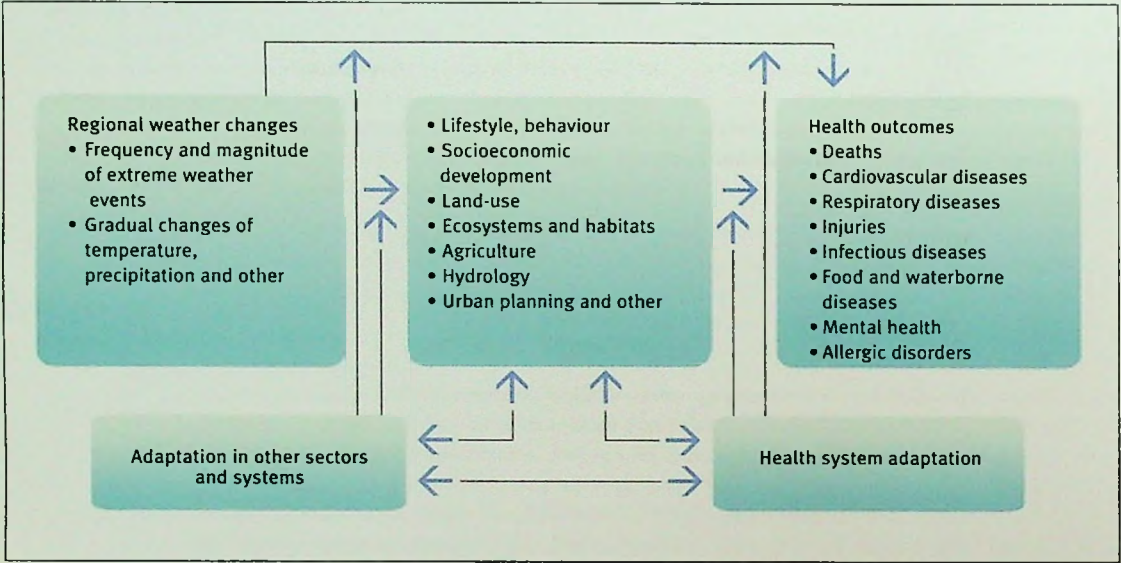 Regional weather changes
• Frequency and magnitude
of extreme weather
events
• Gradual changes of
temperature,
precipitation and other
• Lifestyle, behaviour
• Socioeconomic
development
• Land-use
• Ecosystems and habitats
• Agriculture
• Hydrology
• Urban planning and other
Health outcomes
• Deaths
• Cardiovascular diseases
• Respiratory diseases
• Injuries
• Infectious diseases
• Food and waterborne
diseases
• Mental health
• Allergic disorders
Adaptation in other sectors
and systems
Health system adaptation